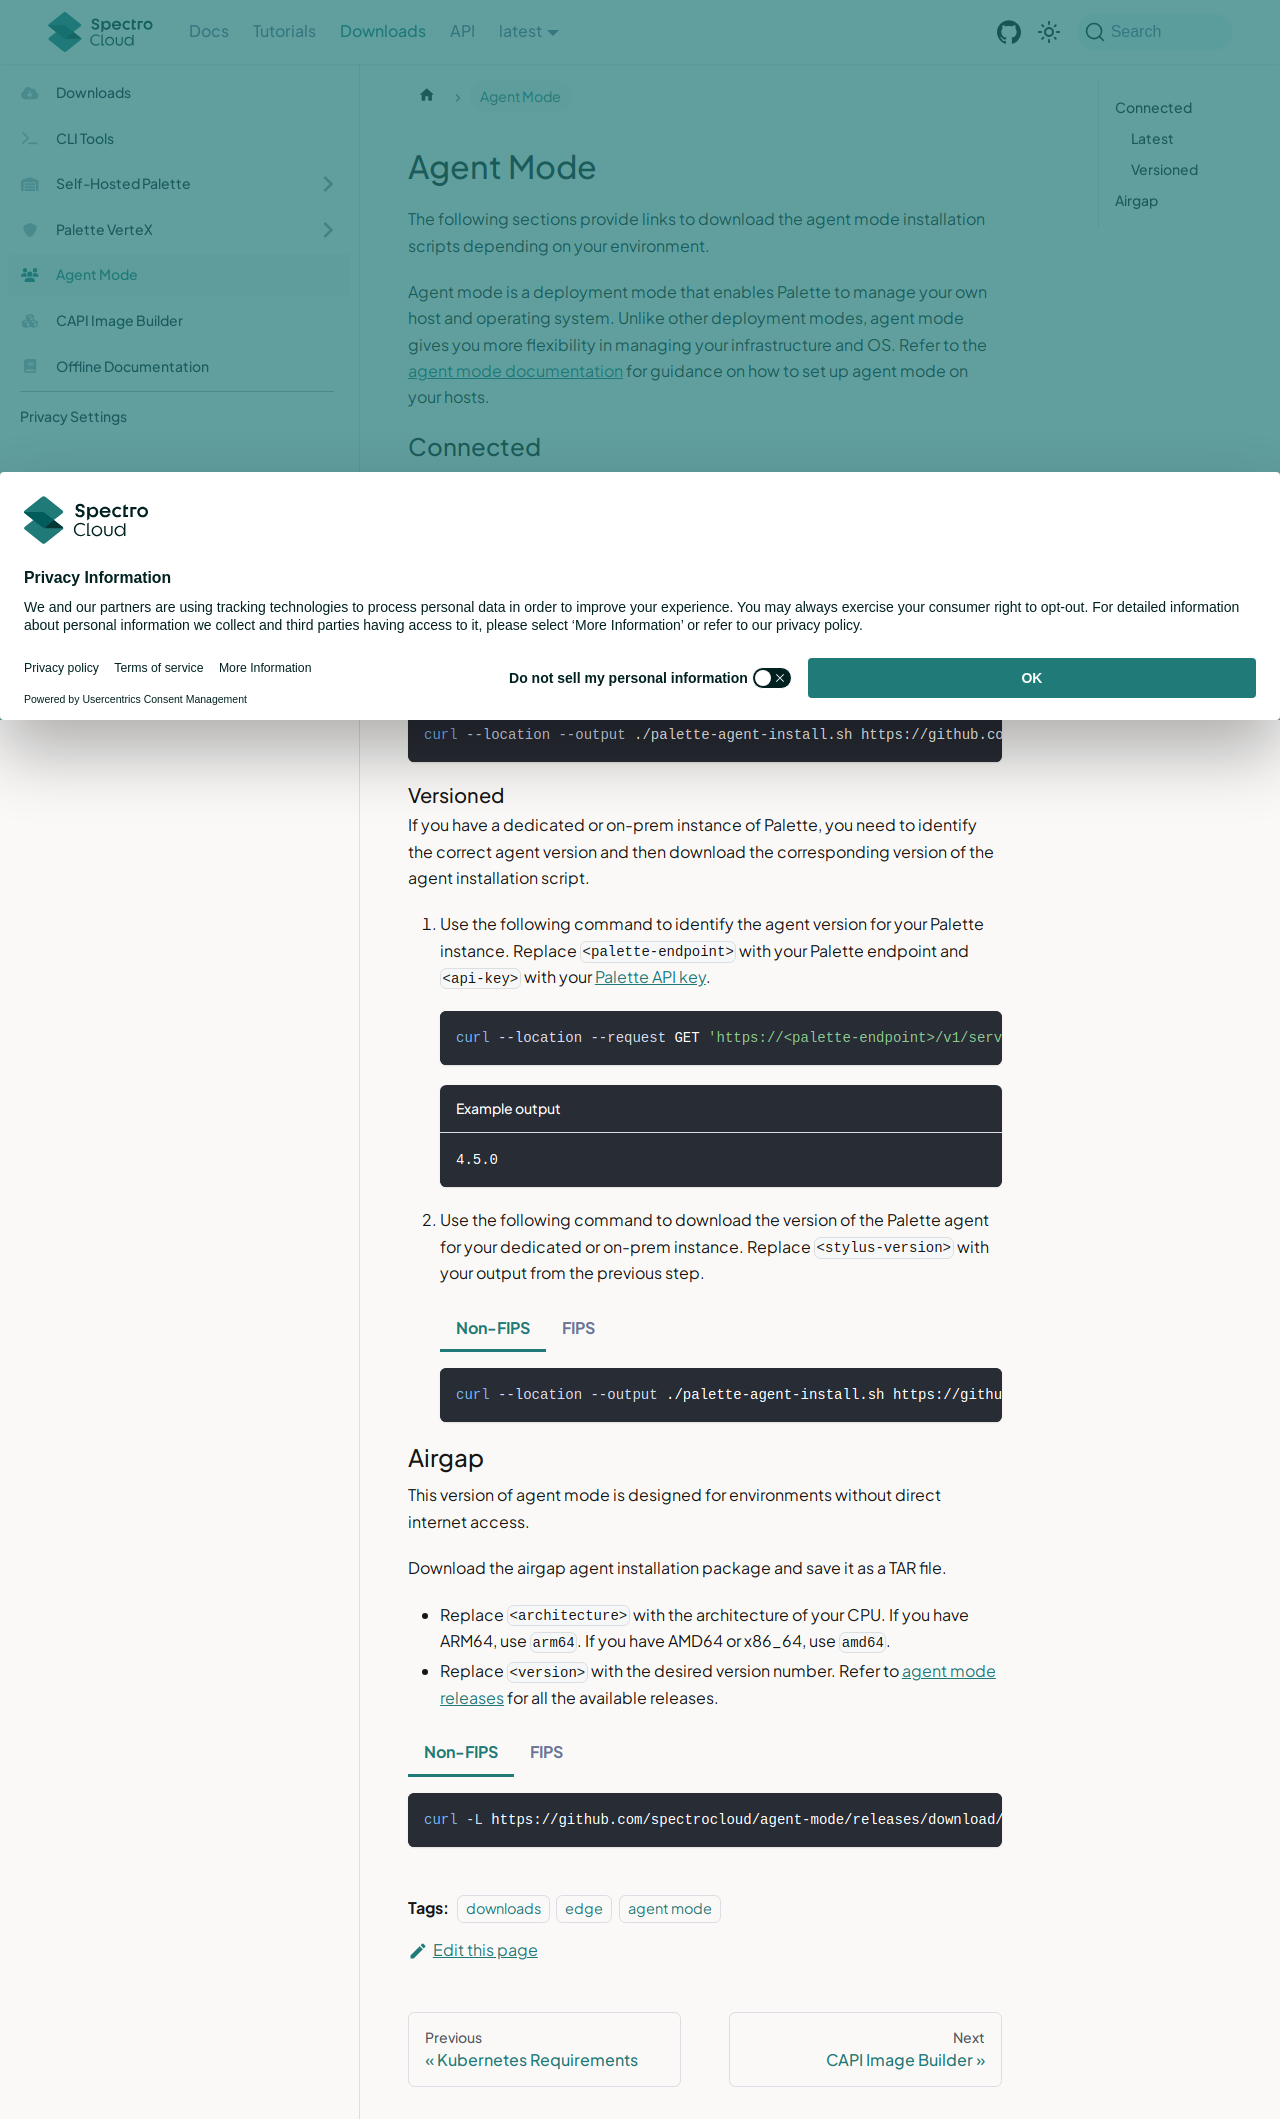 Spectro Cloud
Docs
Tutorials
Downloads
API
latest
Search
Downloads
CLI Tools
Self-Hosted Palette
Palette VerteX
Agent Mode
CAPI Image Builder
Offline Documentation
Privacy Settings
Agent Mode
Connected
Latest
Versioned
Airgap
Agent Mode
The following sections provide links to download the agent mode installation
scripts depending on your environment.
Agent mode is a deployment mode that enables Palette to manage your own
host and operating system. Unlike other deployment modes, agent mode
gives you more flexibility in managing your infrastructure and OS. Refer to the
agent mode documentation for guidance on how to set up agent mode on
your hosts.
Connected
Spectro
Cloud
Privacy Information
We and our partners are using tracking technologies to process personal data in order to improve your experience. You may always exercise your consumer right to opt-out. For detailed information
about personal information we collect and third parties having access to it, please select ‘More Information’ or refer to our privacy policy.
Privacy policy
Terms of service
More Information
Powered by Usercentrics Consent Management
Do not sell my personal information
OK
curl --location --output ./palette-agent-install.sh https://github.co
Versioned
If you have a dedicated or on-prem instance of Palette, you need to identify
the correct agent version and then download the corresponding version of the
agent installation script.
1. Use the following command to identify the agent version for your Palette
instance. Replace <palette-endpoint> with your Palette endpoint and
<api-key> with your Palette API key.
curl --location --request GET 'https://<palette-endpoint>/v1/serv
Example output
4.5.0
2. Use the following command to download the version of the Palette agent
for your dedicated or on-prem instance. Replace <stylus-version> with
your output from the previous step.
Non-FIPS
FIPS
curl --location --output ./palette-agent-install.sh https://githu
Airgap
This version of agent mode is designed for environments without direct
internet access.
Download the airgap agent installation package and save it as a TAR file.
Replace <architecture> with the architecture of your CPU. If you have
ARM64, use arm64. If you have AMD64 or x86_64, use amd64.
Replace <version> with the desired version number. Refer to agent mode
releases for all the available releases.
Non-FIPS
FIPS
curl -L https://github.com/spectrocloud/agent-mode/releases/download/
Tags: downloads edge agent mode
Edit this page
Previous
« Kubernetes Requirements
Next
CAPI Image Builder »